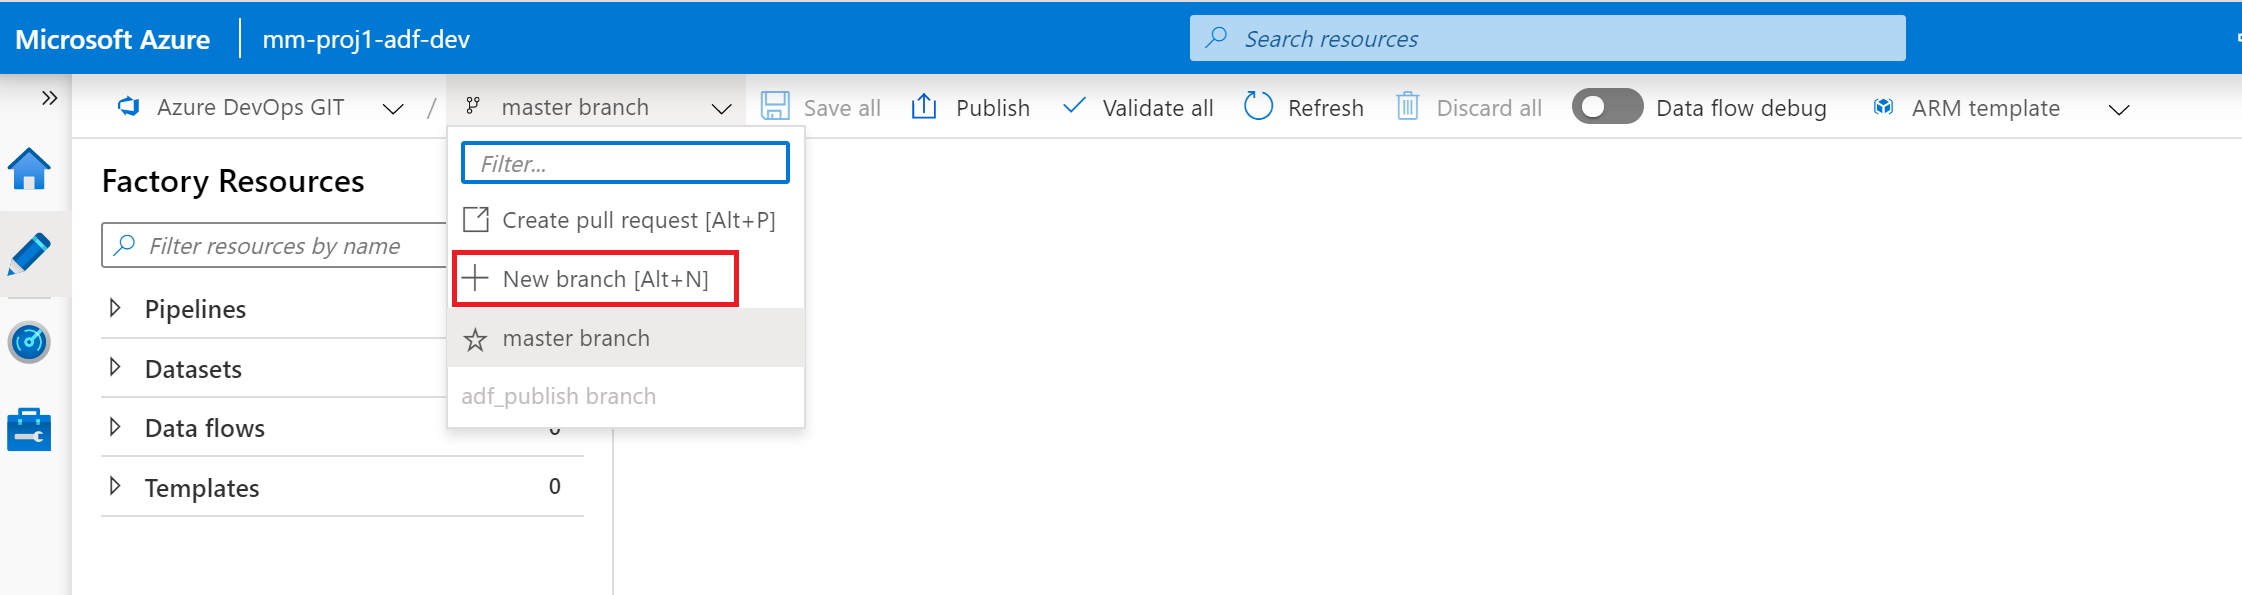 Microsoft Azure mm-proj1-adf-dev Search resources
Azure DevOps GIT / master branch Save all Publish Validate all Refresh Discard all Data flow debug ARM template
Factory Resources
Filter resources by name
Pipelines
Datasets
Data flows
Templates 0
Filter...
Create pull request [Alt+P]
New branch [Alt+N]
master branch
adf_publish branch